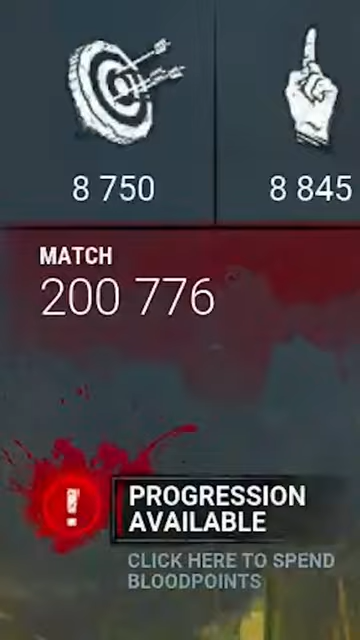 8 750
8 845
MATCH
200 776
!
PROGRESSION
AVAILABLE
CLICK HERE TO SPEND
BLOODPOINTS